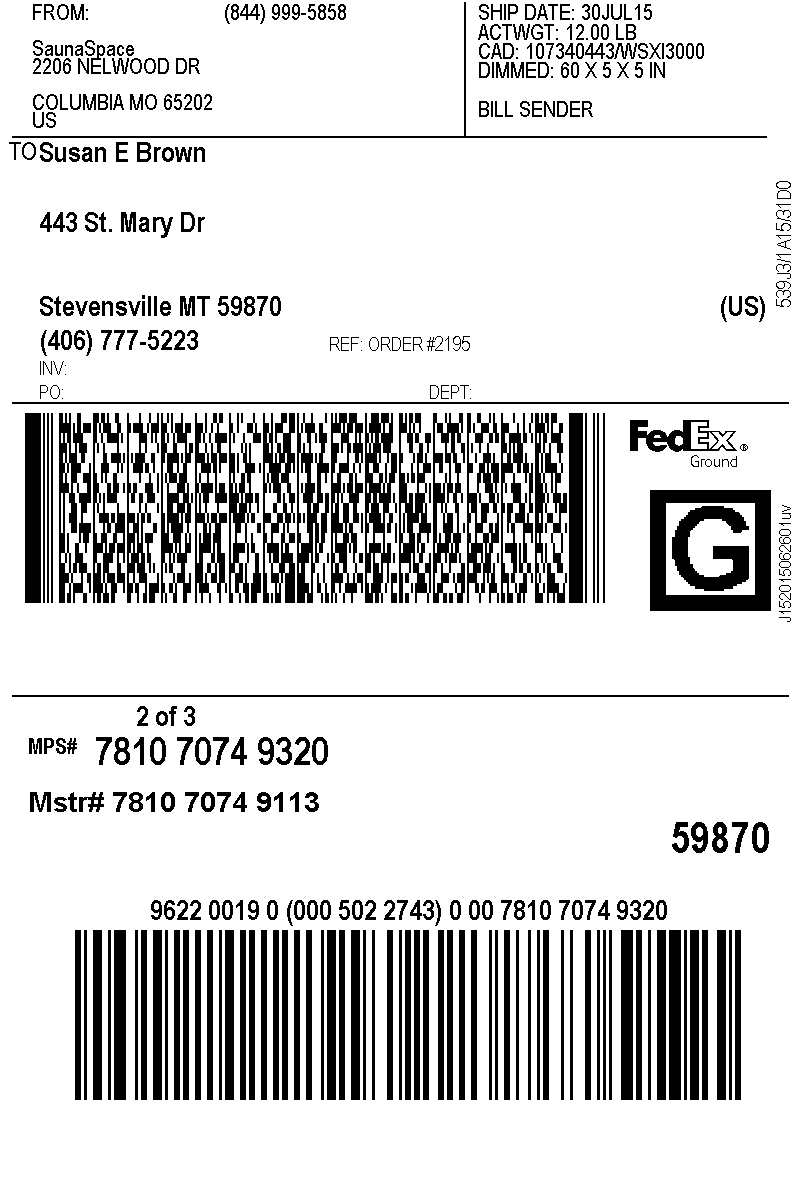 FROM: (844) 999-5858
SaunaSpace
2206 NELWOOD DR
COLUMBIA MO 65202
US
SHIP DATE: 30JUL15
ACTWGT: 12.00 LB
CAD: 107340443/WSXI3000
DIMMED: 60 X 5 X 5 IN
BILL SENDER
TO Susan E Brown
443 St. Mary Dr
Stevensville MT 59870 (US)
(406) 777-5223 REF: ORDER #2195
INV:
PO: DEPT:
539J3/1A15/31D0
FedEx®
Ground
G
J152015062601uv
2 of 3
MPS# 7810 7074 9320
Mstr# 7810 7074 9113
59870
9622 0019 0 (000 502 2743) 0 00 7810 7074 9320